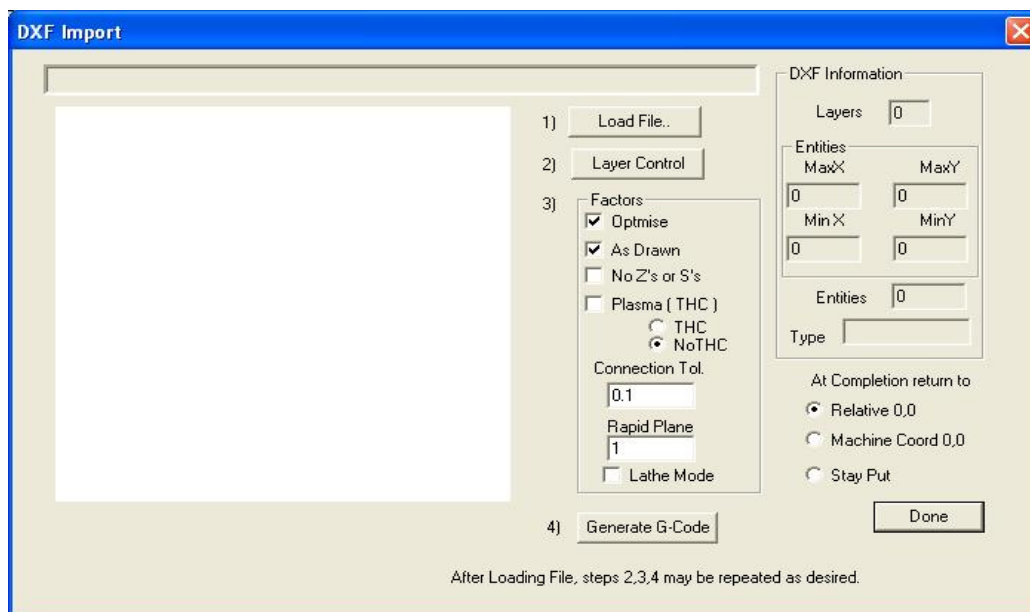 DXF Import
1) Load File..
2) Layer Control
3) Factors
Optmise
As Drawn
No Z's or S's
Plasma ( THC )
THC
NoTHC
Connection Tol.
0.1
Rapid Plane
1
Lathe Mode
4) Generate G-Code
DXF Information
Layers 0
Entities
MaxX MaxY
0 0
Min X MinY
0 0
Entities 0
Type
At Completion return to
Relative 0,0
Machine Coord 0,0
Stay Put
Done
After Loading File, steps 2,3,4 may be repeated as desired.